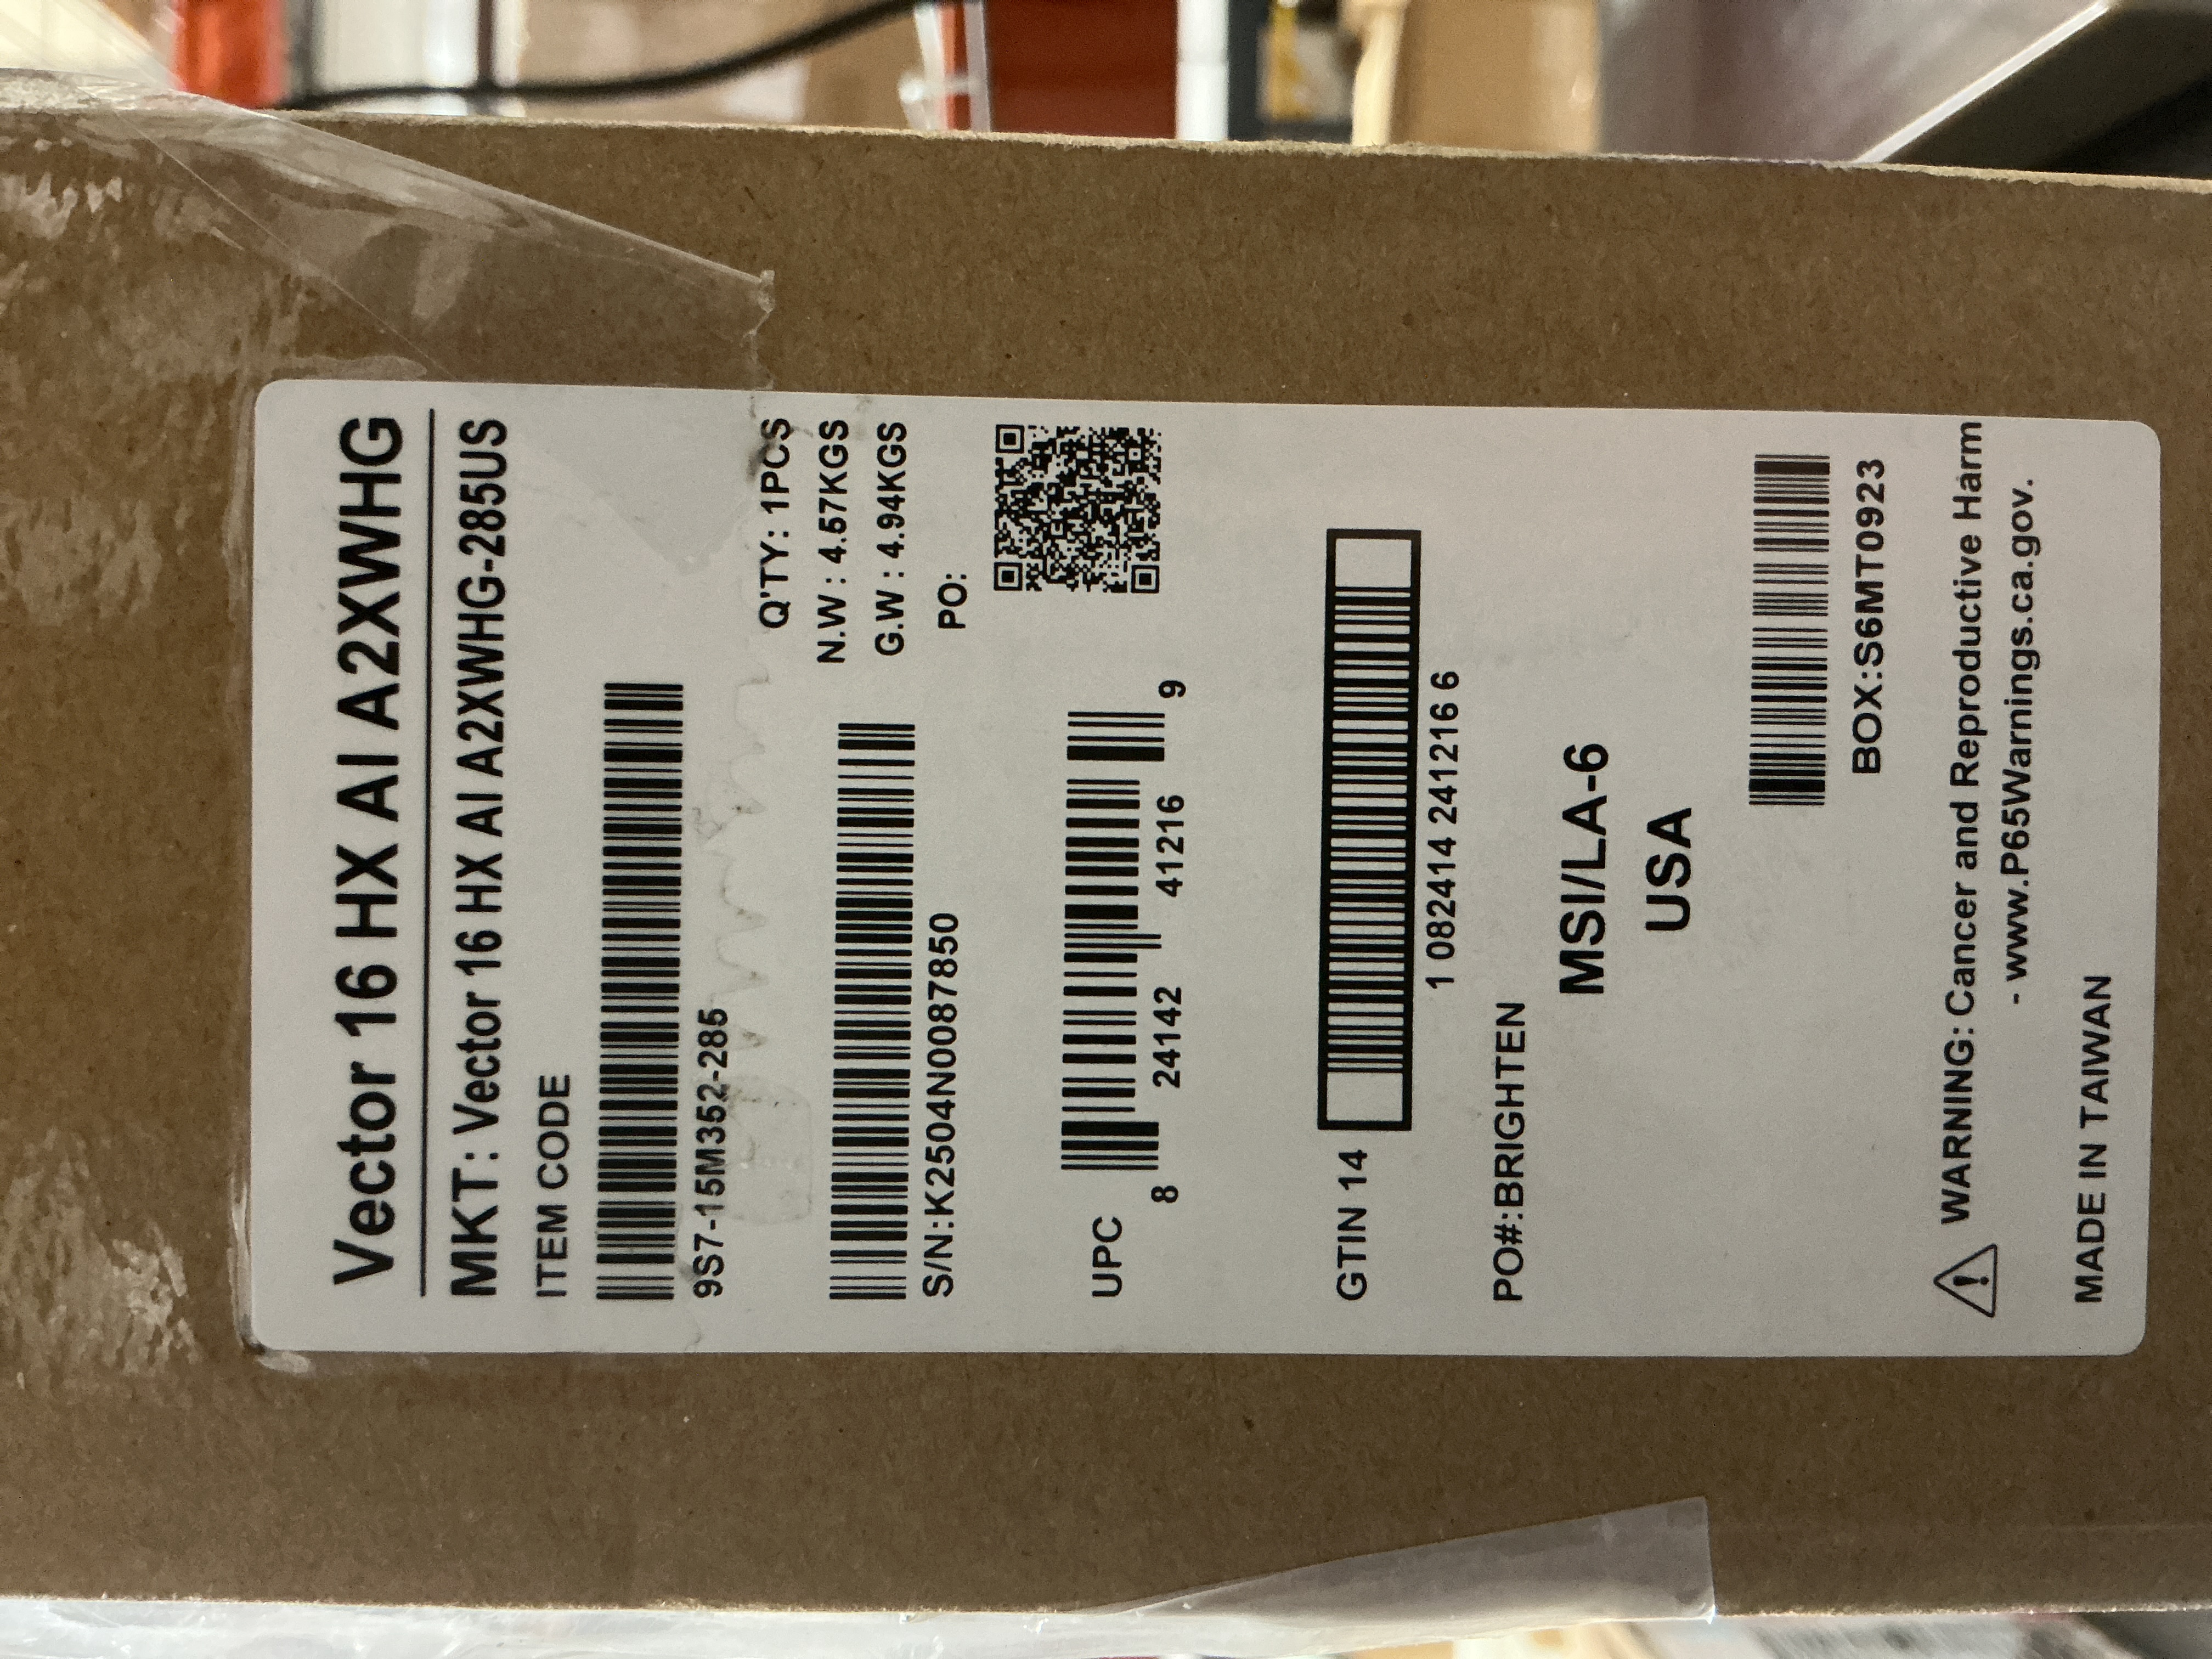 Vector 16 HX AI A2XWHG
MKT: Vector 16 HX AI A2XWHG-285US
ITEM CODE
9S7-15M352-285
Q'TY: 1PCS
N.W : 4.57KGS
S/N:K2504N0087850
G.W : 4.94KGS
PO:
UPC
8 24142 41216 9
GTIN 14
1 082414 241216 6
PO#:BRIGHTEN
MSI/LA-6
USA
BOX:S6MT0923
WARNING: Cancer and Reproductive Harm
- www.P65Warnings.ca.gov.
MADE IN TAIWAN